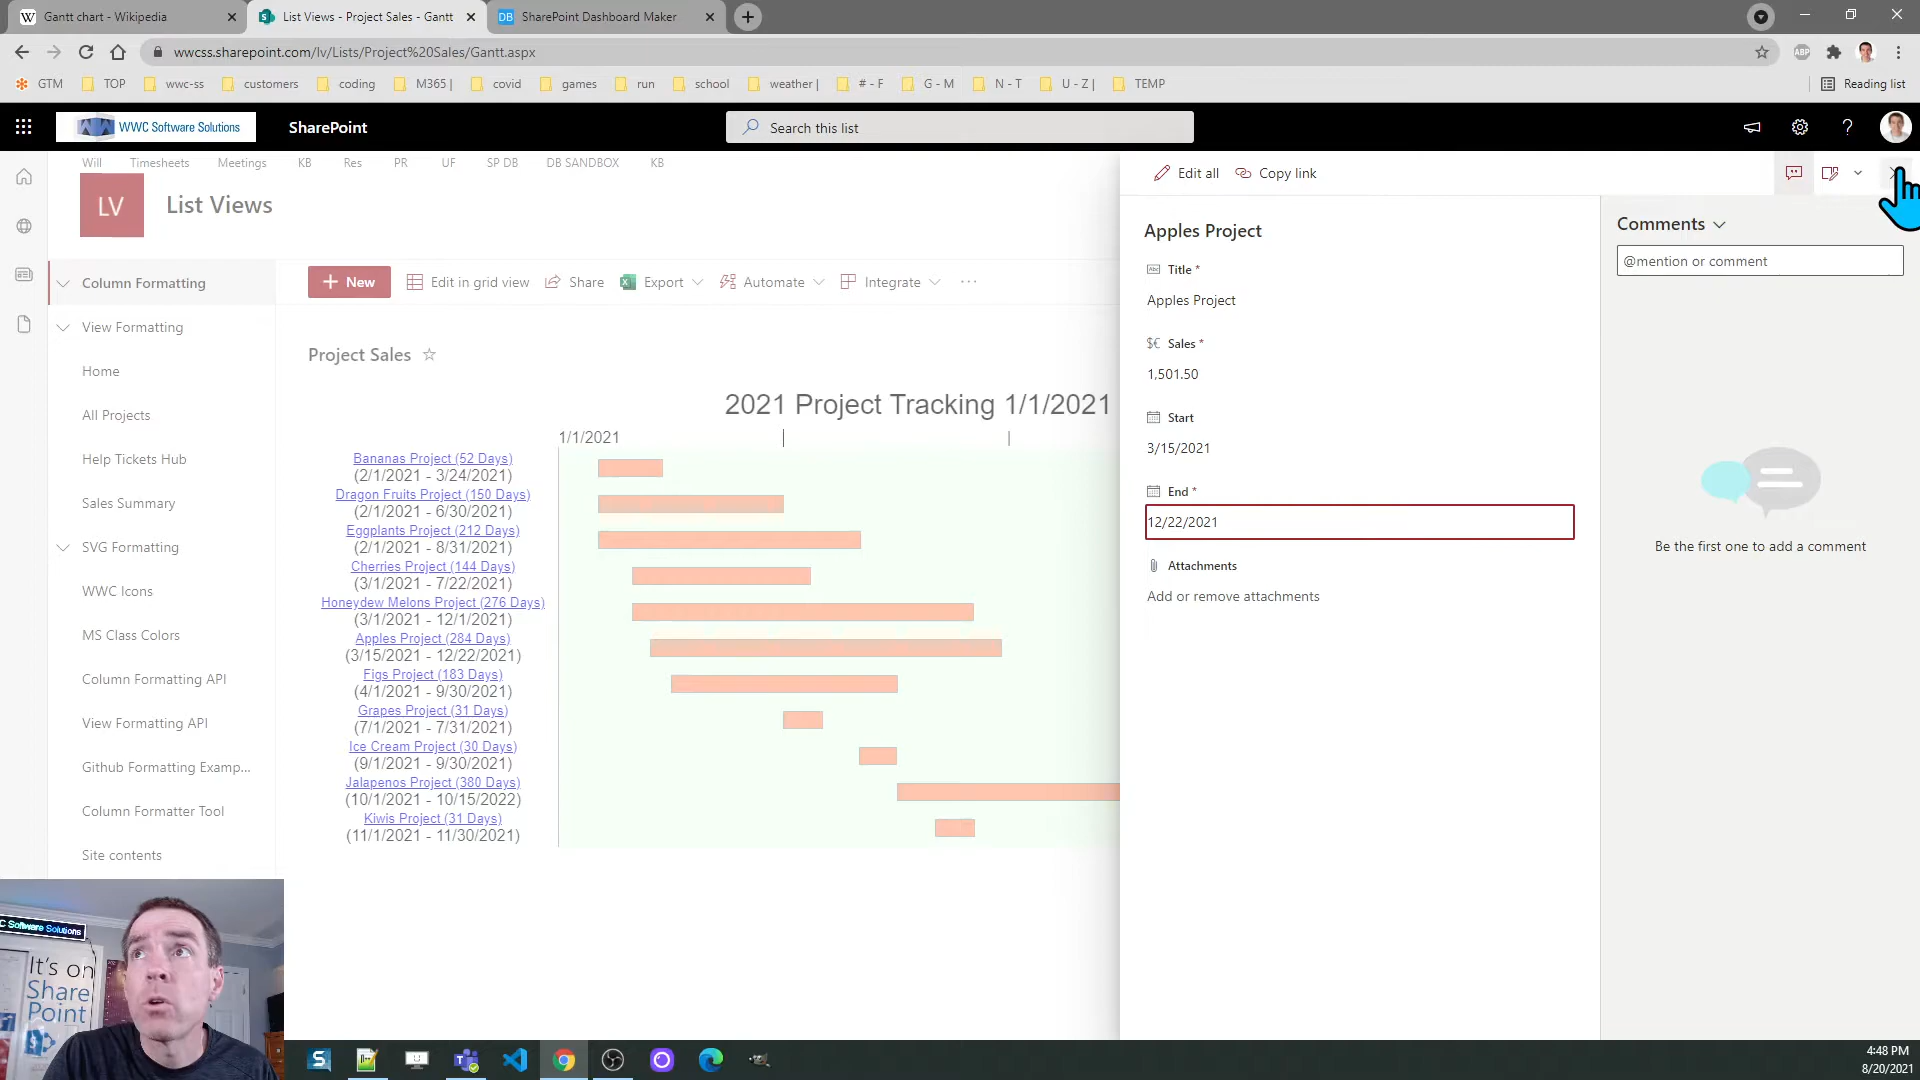 Gantt chart - Wikipedia
List Views - Project Sales - Gantt
DB SharePoint Dashboard Maker
wwcss.sharepoint.com/lv/Lists/Project%20Sales/Gantt.aspx
ABP
GTM TOP wwc-ss customers coding M365 | covid games run school weather | # - F G - M N - T U - Z | TEMP Reading list
WWC Software Solutions SharePoint Search this list
Will Timesheets Meetings KB Res PR UF SP DB DB SANDBOX KB
LV List Views
Column Formatting
View Formatting
Home
All Projects
Help Tickets Hub
Sales Summary
SVG Formatting
WWC Icons
MS Class Colors
Column Formatting API
View Formatting API
Github Formatting Examp...
Column Formatter Tool
Site contents
+ New Edit in grid view Share Export Automate Integrate ...
Project Sales
2021 Project Tracking 1/1/2021
1/1/2021
Bananas Project (52 Days)
(2/1/2021 - 3/24/2021)
Dragon Fruits Project (150 Days)
(2/1/2021 - 6/30/2021)
Eggplants Project (212 Days)
(2/1/2021 - 8/31/2021)
Cherries Project (144 Days)
(3/1/2021 - 7/22/2021)
Honeydew Melons Project (276 Days)
(3/1/2021 - 12/1/2021)
Apples Project (284 Days)
(3/15/2021 - 12/22/2021)
Figs Project (183 Days)
(4/1/2021 - 9/30/2021)
Grapes Project (31 Days)
(7/1/2021 - 7/31/2021)
Ice Cream Project (30 Days)
(9/1/2021 - 9/30/2021)
Jalapenos Project (380 Days)
(10/1/2021 - 10/15/2022)
Kiwis Project (31 Days)
(11/1/2021 - 11/30/2021)
Edit all Copy link
Apples Project
Title *
Apples Project
Sales *
1,501.50
Start
3/15/2021
End *
12/22/2021
Attachments
Add or remove attachments
Comments
@mention or comment
Be the first one to add a comment
C Software Solutions
It's on
Share
Point
4:48 PM
8/20/2021